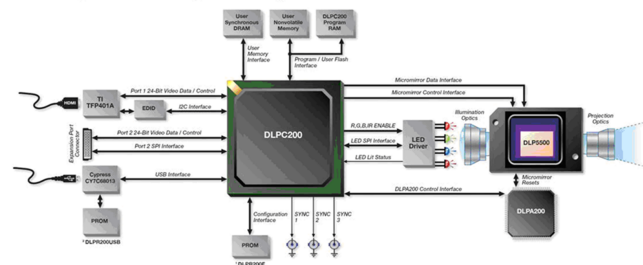 User
Synchronous
DRAM
User
Nonvolatile
Memory
DLPC200
Program
RAM
User
Memory
Interface
Program / User Flash
Interface
Micromirror Data Interface
Micromirror Control Interface
HDMI
TI
TFP401A
Port 1 24-Bit Video Data / Control
EDID
I2C Interface
Expansion Port
Connector
Port 2 24-Bit Video Data / Control
Port 2 SPI Interface
Cypress
CY7C68013
USB Interface
PROM
DLPR200USB
DLPC200
R,G,B,IR ENABLE
LED SPI Interface
LED Lit Status
LED
Driver
Illumination
Optics
Projection
Optics
DLP5500
DLPA200 Control Interface
Micromirror
Resets
DLPA200
Configuration
Interface
SYNC
1
SYNC
2
SYNC
3
PROM
DLPR200F